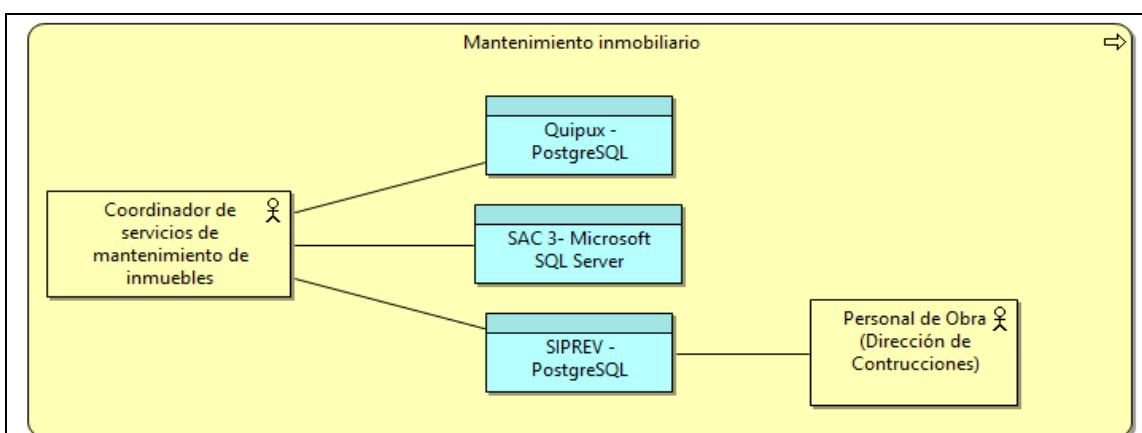 Mantenimiento inmobiliario
Quipux -
PostgreSQL
Coordinador de
servicios de
mantenimiento de
inmuebles
SAC 3- Microsoft
SQL Server
SIPREV -
PostgreSQL
Personal de Obra
(Dirección de
Contrucciones)